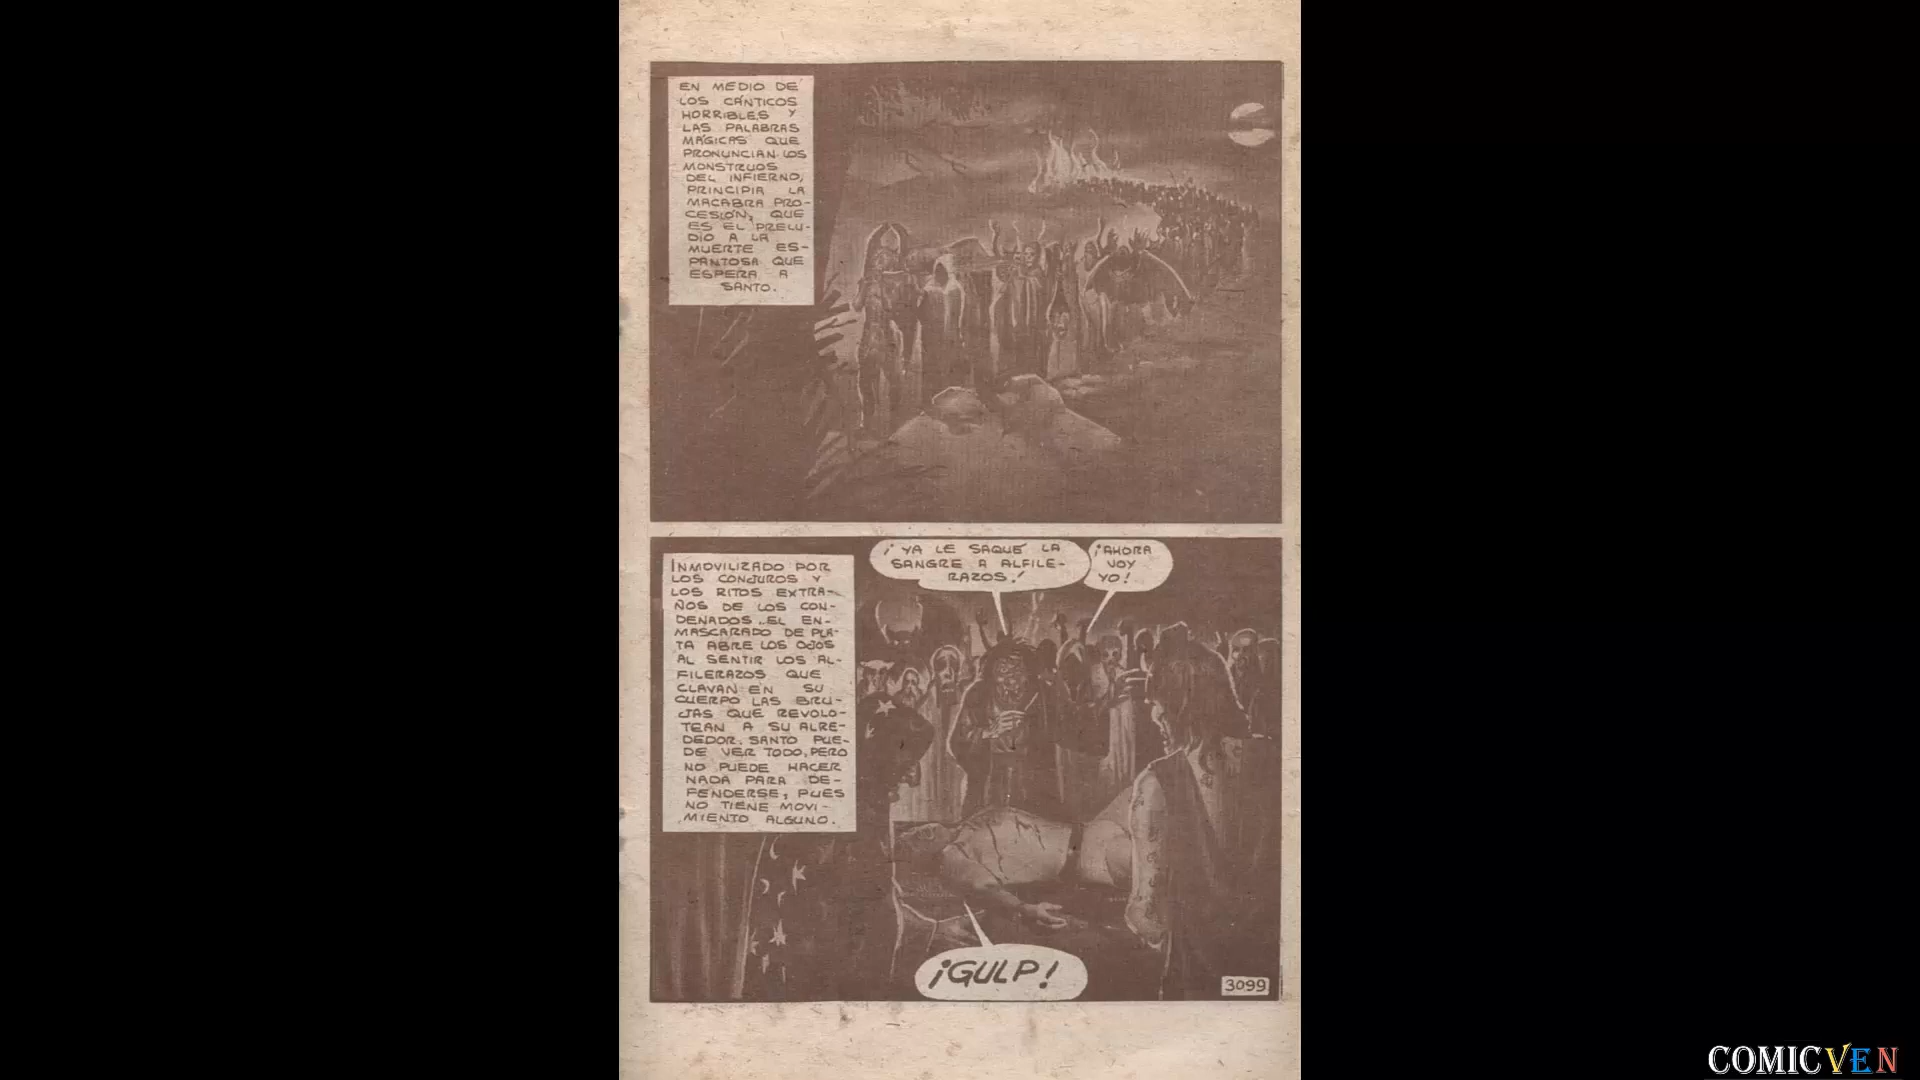 EN MEDIO DE
LOS CÁNTICOS
HORRIBLES Y
LAS PALABRAS
MÁGICAS QUE
PRONUNCIAN LOS
MONSTRUOS
DEL INFIERNO,
PRINCIPIA LA
MACABRA PRO-
CESIÓN, QUE
ES EL PRELU-
DIO A LA
MUERTE ES-
PANTOSA QUE
ESPERA A
SANTO.
¡YA LE SAQUÉ LA
SANGRE A ALFILE-
RAZOS!
¡AHORA
VOY
YO!
INMOVILIZADO POR
LOS CONJUROS Y
LOS RITOS EXTRA-
ÑOS DE LOS CON-
DENADOS..EL EN-
MASCARADO DE PLA-
TA ABRE LOS OJOS
AL SENTIR LOS AL-
FILERAZOS QUE
CLAVAN EN SU
CUERPO LAS BRU-
JAS QUE REVOLO-
TEAN A SU ALRE-
DEDOR. SANTO PUE-
DE VER TODO, PERO
NO PUEDE HACER
NADA PARA DE-
FENDERSE, PUES
NO TIENE MOVI-
MIENTO ALGUNO.
¡GULP!
3099
COMICVEN